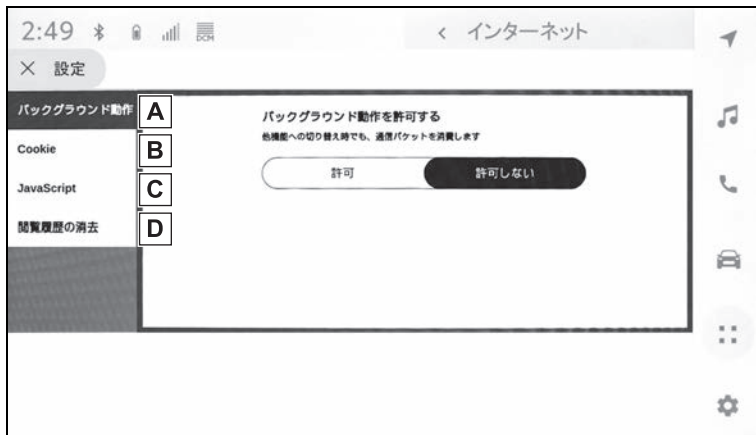 2:49 DCM < インターネット
× 設定
バックグラウンド動作 A
Cookie B
JavaScript C
閲覧履歴の消去 D
バックグラウンド動作を許可する
他機能への切り替え時でも、通信パケットを消費します
許可 許可しない